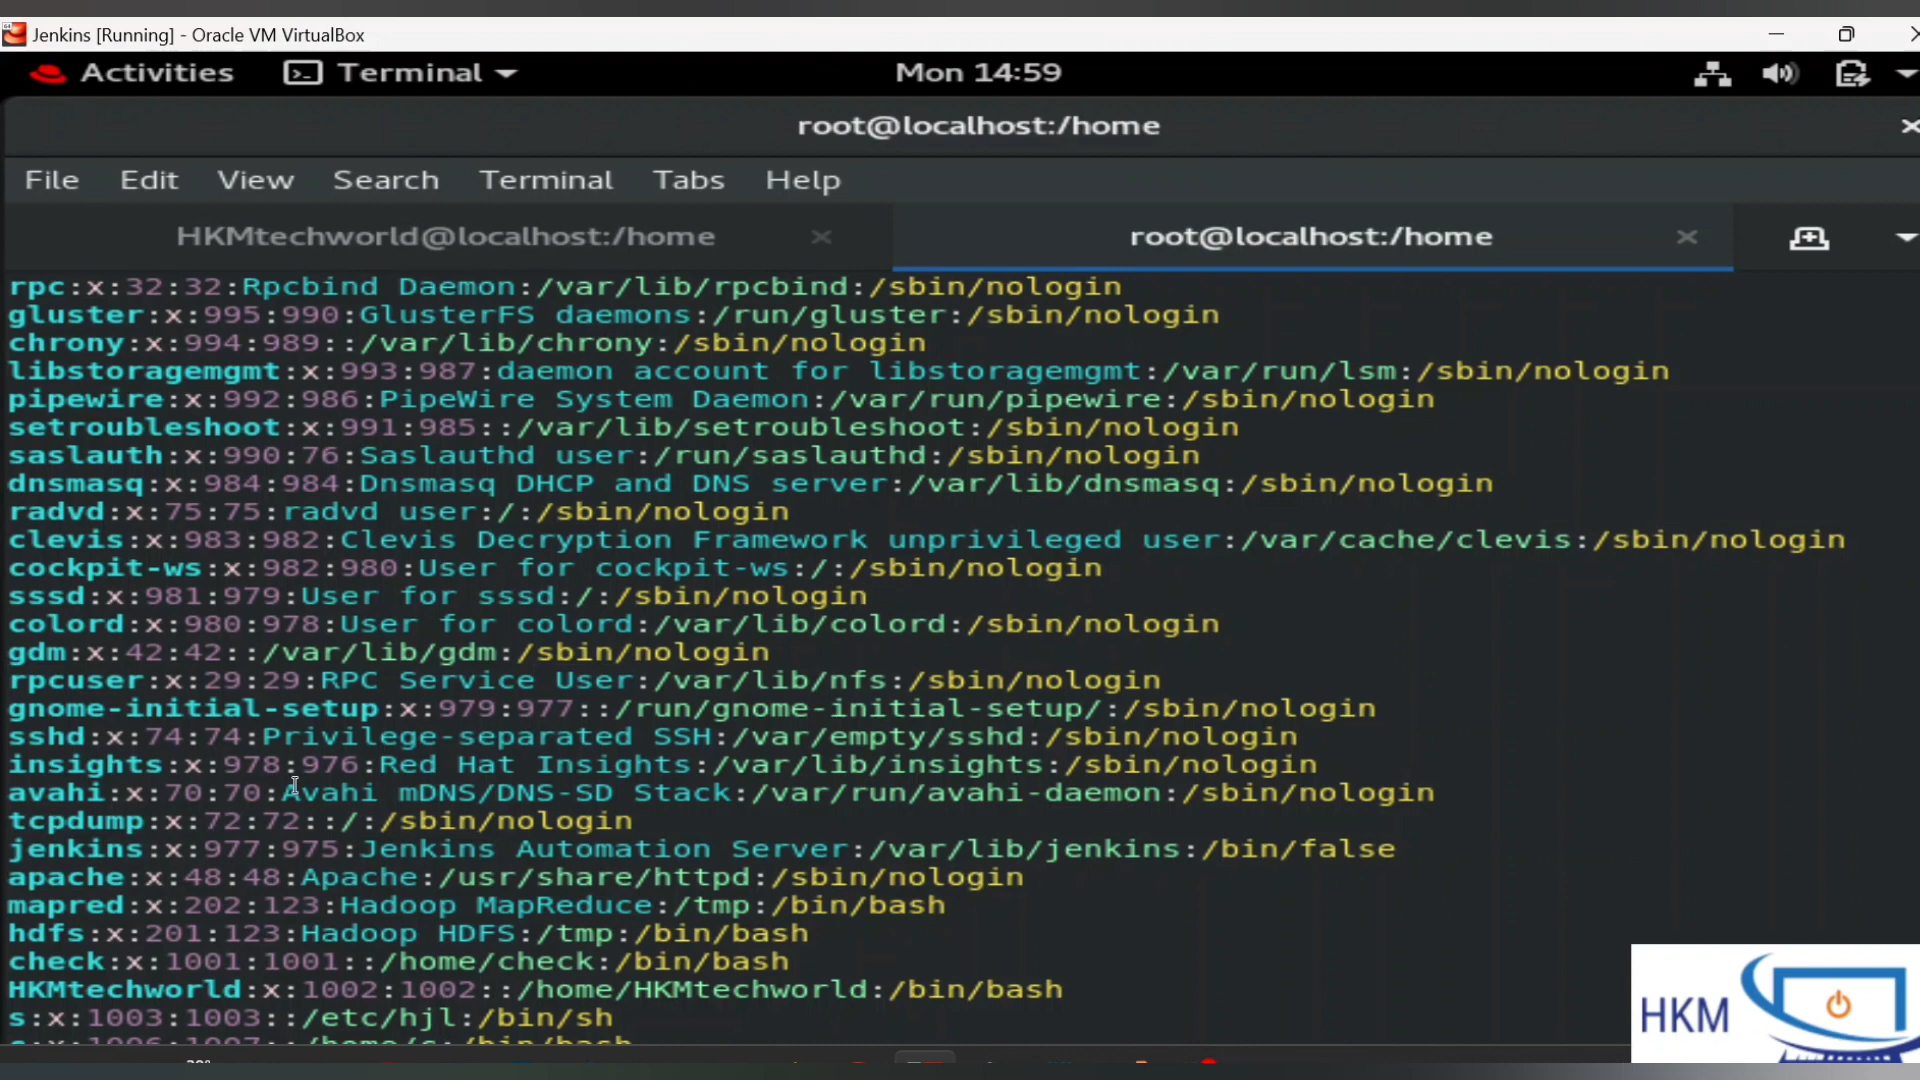 Jenkins [Running] - Oracle VM VirtualBox
Activities Terminal Mon 14:59
root@localhost:/home
File Edit View Search Terminal Tabs Help
HKMtechworld@localhost:/home root@localhost:/home
rpc:x:32:32:Rpcbind Daemon:/var/lib/rpcbind:/sbin/nologin
gluster:x:995:990:GlusterFS daemons:/run/gluster:/sbin/nologin
chrony:x:994:989::/var/lib/chrony:/sbin/nologin
libstoragemgmt:x:993:987:daemon account for libstoragemgmt:/var/run/lsm:/sbin/nologin
pipewire:x:992:986:PipeWire System Daemon:/var/run/pipewire:/sbin/nologin
setroubleshoot:x:991:985::/var/lib/setroubleshoot:/sbin/nologin
saslauth:x:990:76:Saslauthd user:/run/saslauthd:/sbin/nologin
dnsmasq:x:984:984:Dnsmasq DHCP and DNS server:/var/lib/dnsmasq:/sbin/nologin
radvd:x:75:75:radvd user:/:/sbin/nologin
clevis:x:983:982:Clevis Decryption Framework unprivileged user:/var/cache/clevis:/sbin/nologin
cockpit-ws:x:982:980:User for cockpit-ws:/:/sbin/nologin
sssd:x:981:979:User for sssd:/:/sbin/nologin
colord:x:980:978:User for colord:/var/lib/colord:/sbin/nologin
gdm:x:42:42::/var/lib/gdm:/sbin/nologin
rpcuser:x:29:29:RPC Service User:/var/lib/nfs:/sbin/nologin
gnome-initial-setup:x:979:977::/run/gnome-initial-setup/:/sbin/nologin
sshd:x:74:74:Privilege-separated SSH:/var/empty/sshd:/sbin/nologin
insights:x:978:976:Red Hat Insights:/var/lib/insights:/sbin/nologin
avahi:x:70:70:Avahi mDNS/DNS-SD Stack:/var/run/avahi-daemon:/sbin/nologin
tcpdump:x:72:72::/:/sbin/nologin
jenkins:x:977:975:Jenkins Automation Server:/var/lib/jenkins:/bin/false
apache:x:48:48:Apache:/usr/share/httpd:/sbin/nologin
mapred:x:202:123:Hadoop MapReduce:/tmp:/bin/bash
hdfs:x:201:123:Hadoop HDFS:/tmp:/bin/bash
check:x:1001:1001::/home/check:/bin/bash
HKMtechworld:x:1002:1002::/home/HKMtechworld:/bin/bash
s:x:1003:1003::/etc/hjl:/bin/sh
HKM